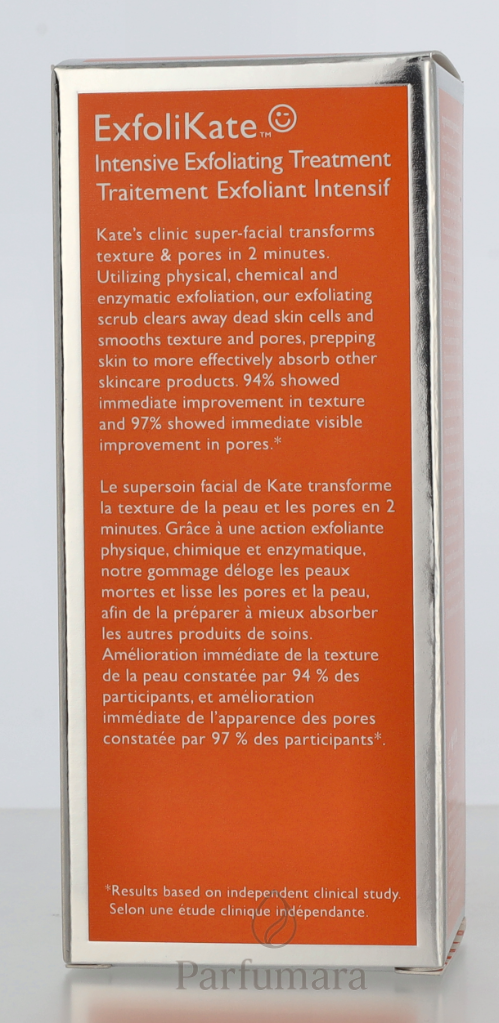 ExfoliKate™
Intensive Exfoliating Treatment
Traitement Exfoliant Intensif
Kate's clinic super-facial transforms
texture & pores in 2 minutes.
Utilizing physical, chemical and
enzymatic exfoliation, our exfoliating
scrub clears away dead skin cells and
smooths texture and pores, prepping
skin to more effectively absorb other
skincare products. 94% showed
immediate improvement in texture
and 97% showed immediate visible
improvement in pores.*
Le supersoin facial de Kate transforme
la texture de la peau et les pores en 2
minutes. Grâce à une action exfoliante
physique, chimique et enzymatique,
notre gommage déloge les peaux
mortes et lisse les pores et la peau,
afin de la préparer à mieux absorber
les autres produits de soins.
Amélioration immédiate de la texture
de la peau constatée par 94 % des
participants, et amélioration
immédiate de l'apparence des pores
constatée par 97 % des participants*.
*Results based on independent clinical study.
Selon une étude clinique indépendante.
Parfumara